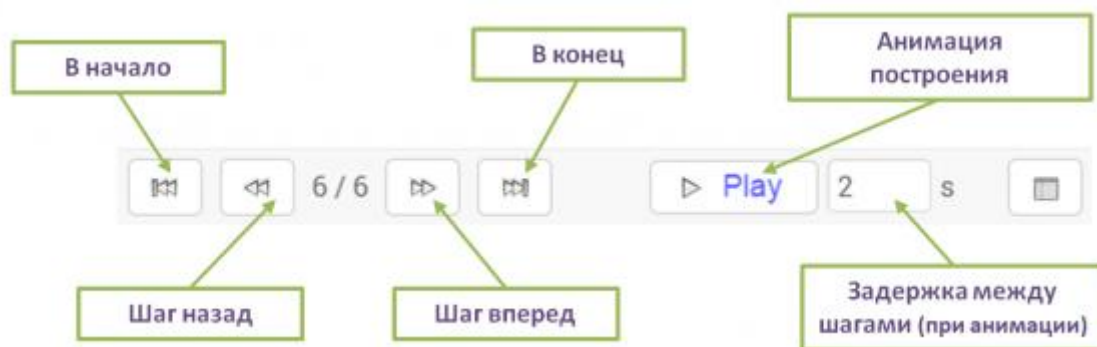 В начало
В конец
Анимация
построения
6 / 6
Play
2
s
Шаг назад
Шаг вперед
Задержка между
шагами (при анимации)